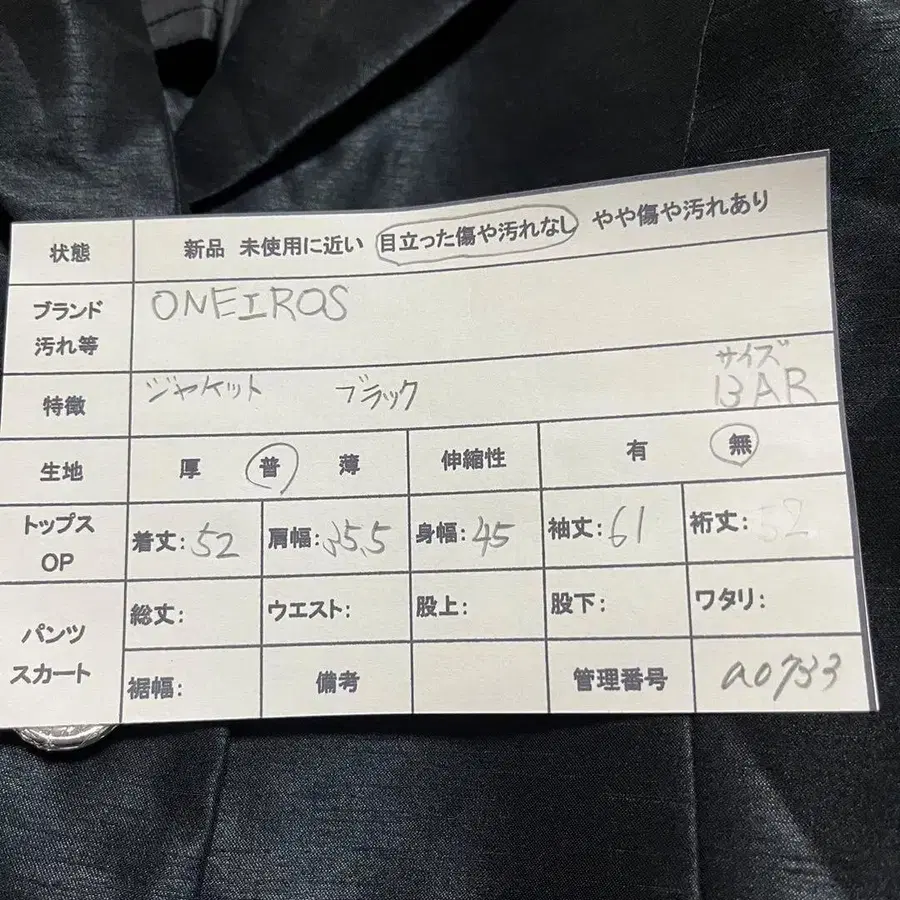 状態 新品 未使用に近い 目立った傷や汚れなし やや傷や汚れあり
ブランド 汚れ等 ONEIROS
特徴 ジャケット ブラック サイズ 13AR
生地 厚 普 薄 伸縮性 有 無
トップス OP 着丈:52 肩幅:35.5 身幅:45 袖丈:61 裄丈:
パンツ スカート 総丈: ウエスト: 股上: 股下: ワタリ:
裾幅: 備考 管理番号 a0733